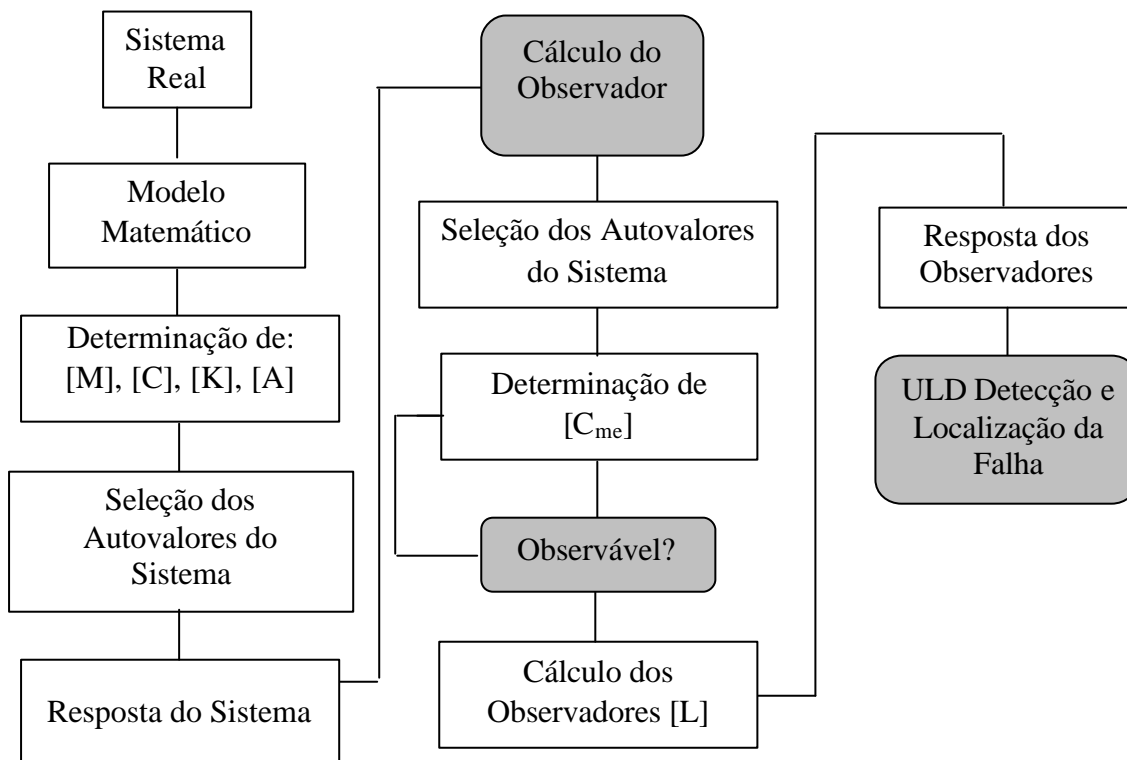 Sistema
Real
Modelo
Matemático
Determinação de:
[M], [C], [K], [A]
Seleção dos
Autovalores do
Sistema
Resposta do Sistema
Cálculo do
Observador
Seleção dos Autovalores
do Sistema
Determinação de
[Cme]
Observável?
Cálculo dos
Observadores [L]
Resposta dos
Observadores
ULD Detecção e
Localização da
Falha